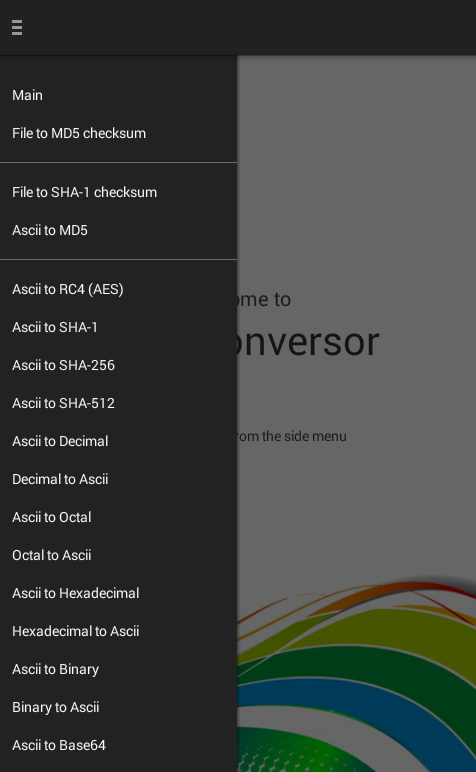 Main
File to MD5 checksum
File to SHA-1 checksum
Ascii to MD5
Ascii to RC4 (AES)
ome to
Ascii to SHA-1
onversor
Ascii to SHA-256
Ascii to SHA-512
Ascii to Decimal
rom the side menu
Decimal to Ascii
Ascii to Octal
Octal to Ascii
Ascii to Hexadecimal
Hexadecimal to Ascii
Ascii to Binary
Binary to Ascii
Ascii to Base64